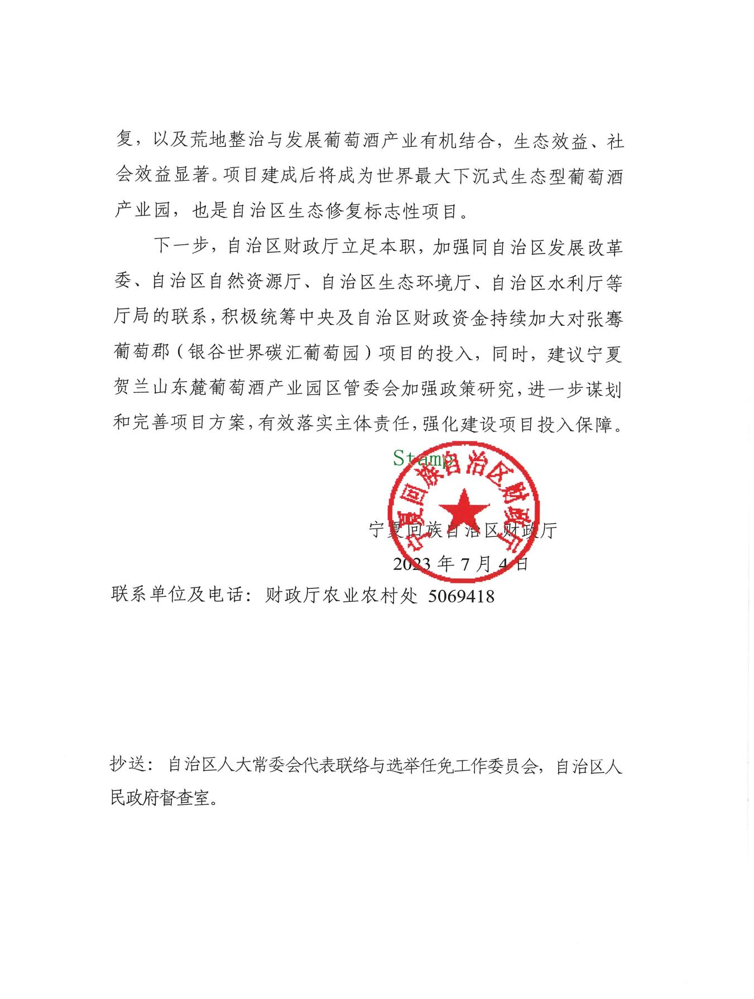 复，以及荒地整治与发展葡萄酒产业有机结合，生态效益、社
会效益显著。项目建成后将成为世界最大下沉式生态型葡萄酒
产业园，也是自治区生态修复标志性项目。
下一步，自治区财政厅立足本职，加强同自治区发展改革
委、自治区自然资源厅、自治区生态环境厅、自治区水利厅等
厅局的联系，积极统筹中央及自治区财政资金持续加大对张骞
葡萄郡（银谷世界碳汇葡萄园）项目的投入，同时，建议宁夏
贺兰山东麓葡萄酒产业园区管委会加强政策研究，进一步谋划
和完善项目方案，有效落实主体责任，强化建设项目投入保障。
Stamp
宁夏回族自治区财政厅
宁夏回族自治区财政厅
2023 年 7 月 4 日
联系单位及电话：财政厅农业农村处 5069418
抄送：自治区人大常委会代表联络与选举任免工作委员会，自治区人
民政府督查室。